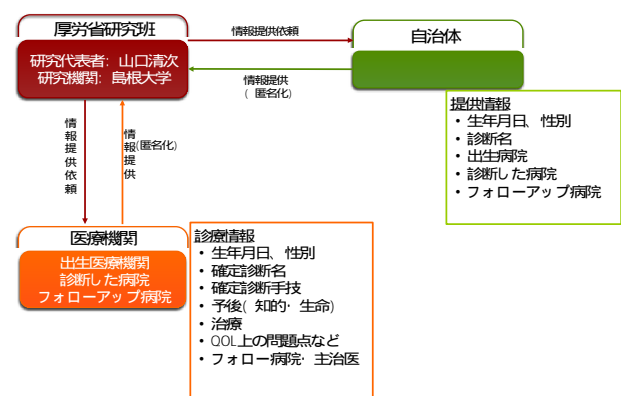 厚労省研究班
研究代表者: 山口清次
研究機関: 島根大学
情報提供依頼
自治体
情報提供
( 匿名化)
提供情報
・ 生年月日、性別
・ 診断名
・ 出生病院
・ 診断した病院
・ フォローアップ病院
情報提供依頼
情報提供
(匿名化)
医療機関
出生医療機関
診断した病院
フォローアップ病院
診療情報
・ 生年月日、性別
・ 確定診断名
・ 確定診断手技
・ 予後( 知的· 生命)
・ 治療
・ QOL上の問題点など
・ フォロー病院· 主治医